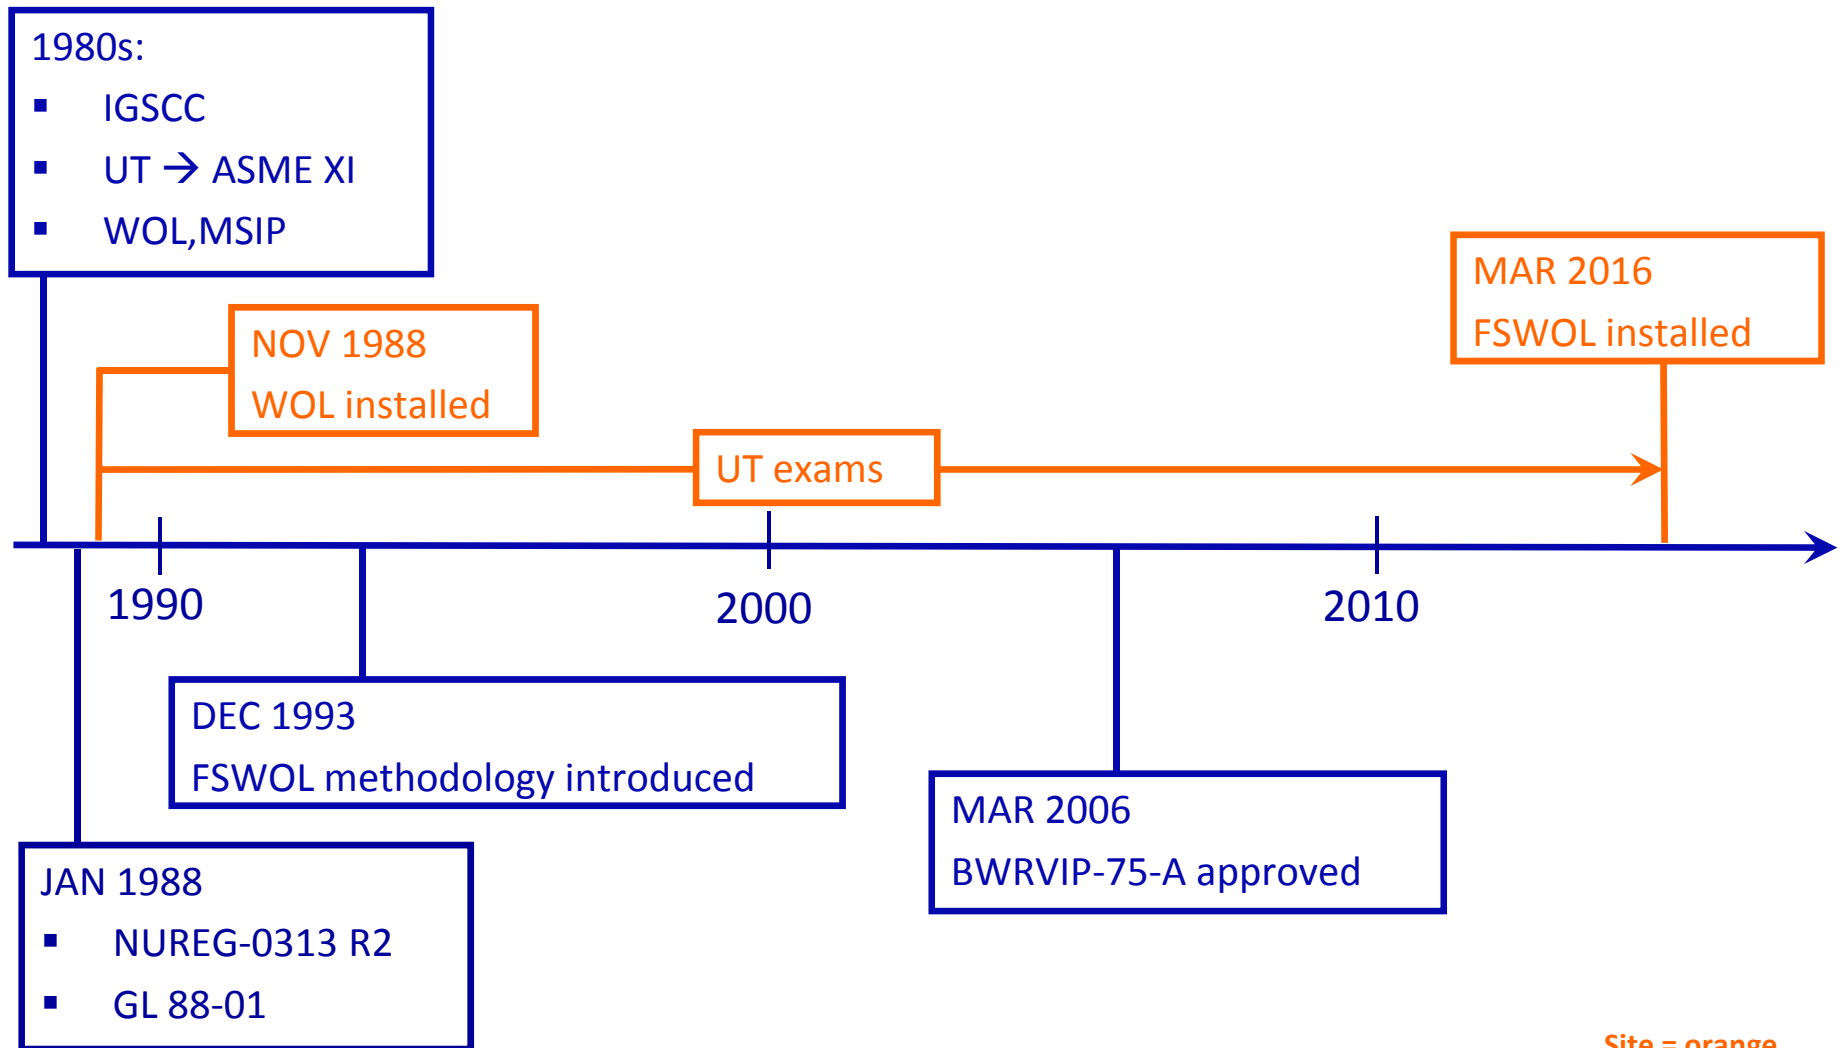 1980s:
▪ IGSCC
▪ UT → ASME XI
▪ WOL,MSIP
NOV 1988
WOL installed
MAR 2016
FSWOL installed
UT exams
1990
2000
2010
DEC 1993
FSWOL methodology introduced
MAR 2006
BWRVIP-75-A approved
JAN 1988
▪ NUREG-0313 R2
▪ GL 88-01
Site = orange